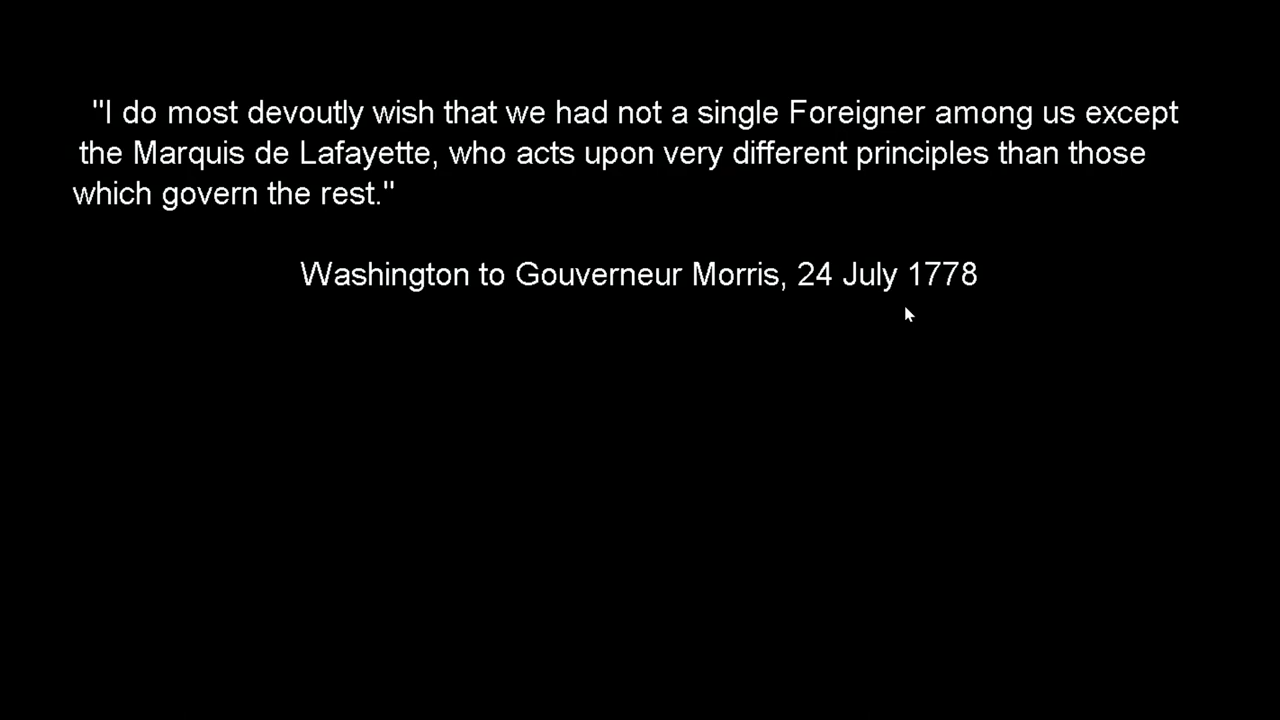 "I do most devoutly wish that we had not a single Foreigner among us except
the Marquis de Lafayette, who acts upon very different principles than those
which govern the rest."
Washington to Gouverneur Morris, 24 July 1778